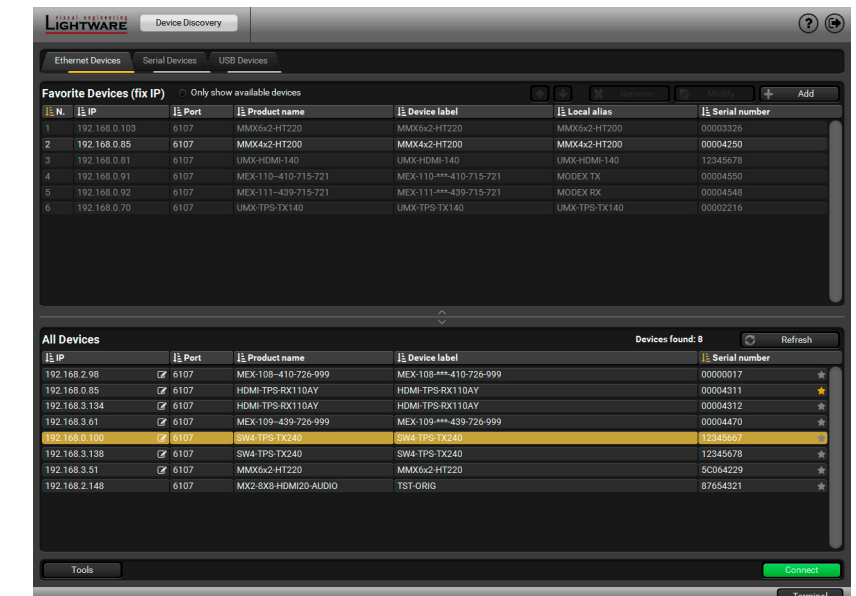 visual engineering
LIGHTWARE Device Discovery ?
Ethernet Devices Serial Devices USB Devices
Favorite Devices (fix IP) Only show available devices Remove Modify Add
N. IP Port Product name Device label Local alias Serial number
1 192.168.0.103 6107 MMX6x2-HT220 MMX6x2-HT220 MMX6x2-HT200 00003326
2 192.168.0.85 6107 MMX4x2-HT200 MMX4x2-HT200 MMX4x2-HT200 00004250
3 192.168.0.81 6107 UMX-HDMI-140 UMX-HDMI-140 UMX-HDMI-140 12345678
4 192.168.0.91 6107 MEX-110--410-715-721 MEX-110-***-410-715-721 MODEX TX 00004550
5 192.168.0.92 6107 MEX-111--439-715-721 MEX-111-***-439-715-721 MODEX RX 00004548
6 192.168.0.70 6107 UMX-TPS-TX140 UMX-TPS-TX140 UMX-TPS-TX140 00002216
All Devices Devices found: 8 Refresh
IP Port Product name Device label Serial number
192.168.2.98 6107 MEX-108--410-726-999 MEX-108-***-410-726-999 00000017
192.168.0.85 6107 HDMI-TPS-RX110AY HDMI-TPS-RX110AY 00004311
192.168.3.134 6107 HDMI-TPS-RX110AY HDMI-TPS-RX110AY 00004312
192.168.3.61 6107 MEX-109--439-726-999 MEX-109-***-439-726-999 00004470
192.168.0.100 6107 SW4-TPS-TX240 SW4-TPS-TX240 12345667
192.168.3.138 6107 SW4-TPS-TX240 SW4-TPS-TX240 12345678
192.168.3.51 6107 MMX6x2-HT220 MMX6x2-HT220 5C064229
192.168.2.148 6107 MX2-8X8-HDMI20-AUDIO TST-ORIG 87654321
Tools Connect
Terminal